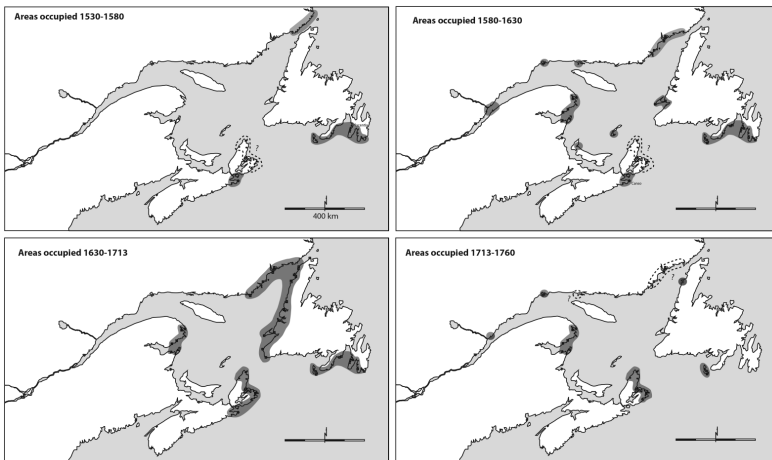 Areas occupied 1530-1580
?
400 km
Areas occupied 1580-1630
?
Canso
Areas occupied 1630-1713
Areas occupied 1713-1760
?
?